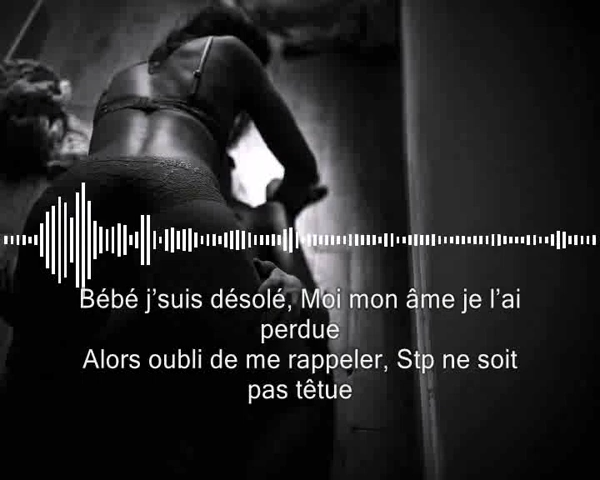 Bébé j'suis désolé, Moi mon âme je l'ai
perdue
Alors oubli de me rappeler, Stp ne soit
pas têtue